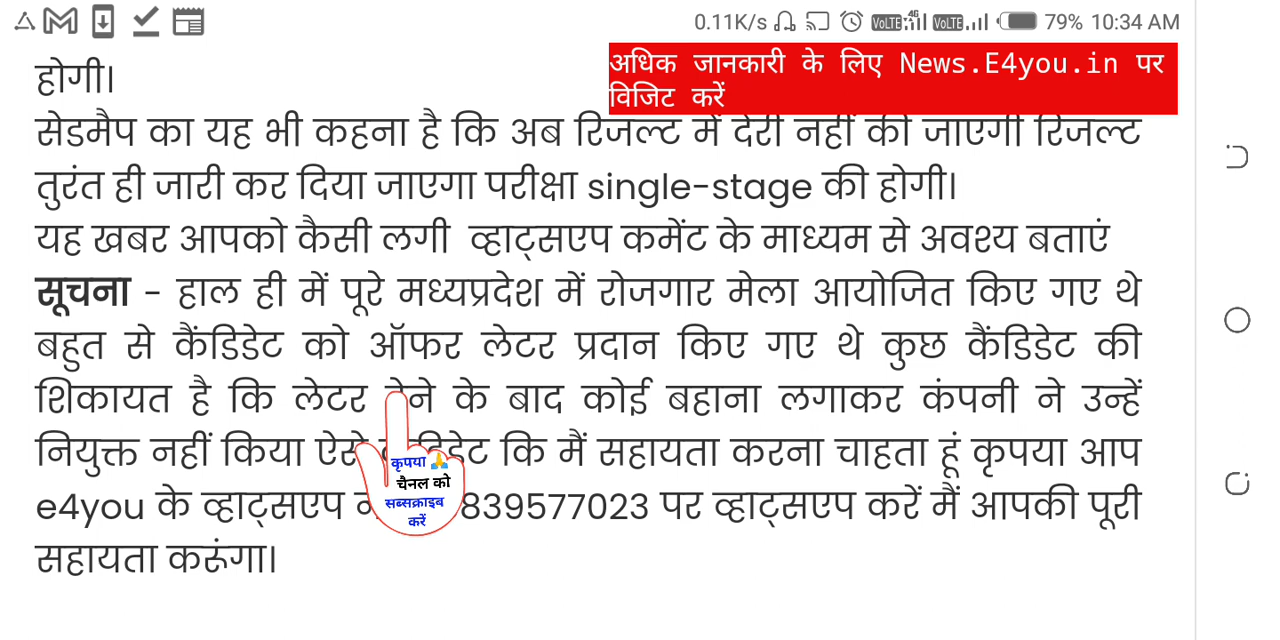 0.11K/s 4G VoLTE VoLTE 79% 10:34 AM
अधिक जानकारी के लिए News.E4you.in पर
विजिट करें
होगी।
सेडमैप का यह भी कहना है कि अब रिजल्ट में देरी नहीं की जाएगी रिजल्ट
तुरंत ही जारी कर दिया जाएगा परीक्षा single-stage की होगी।
यह खबर आपको कैसी लगी व्हाट्सएप कमेंट के माध्यम से अवश्य बताएं
सूचना - हाल ही में पूरे मध्यप्रदेश में रोजगार मेला आयोजित किए गए थे
बहुत से कैंडिडेट को ऑफर लेटर प्रदान किए गए थे कुछ कैंडिडेट की
शिकायत है कि लेटर देने के बाद कोई बहाना लगाकर कंपनी ने उन्हें
नियुक्त नहीं किया ऐसे कैंडिडेट कि मैं सहायता करना चाहता हूं कृपया आप
e4you के व्हाट्सएप 839577023 पर व्हाट्सएप करें मैं आपकी पूरी
सहायता करूंगा।
कृपया 🙏
चैनल को
सब्सक्राइब
करें